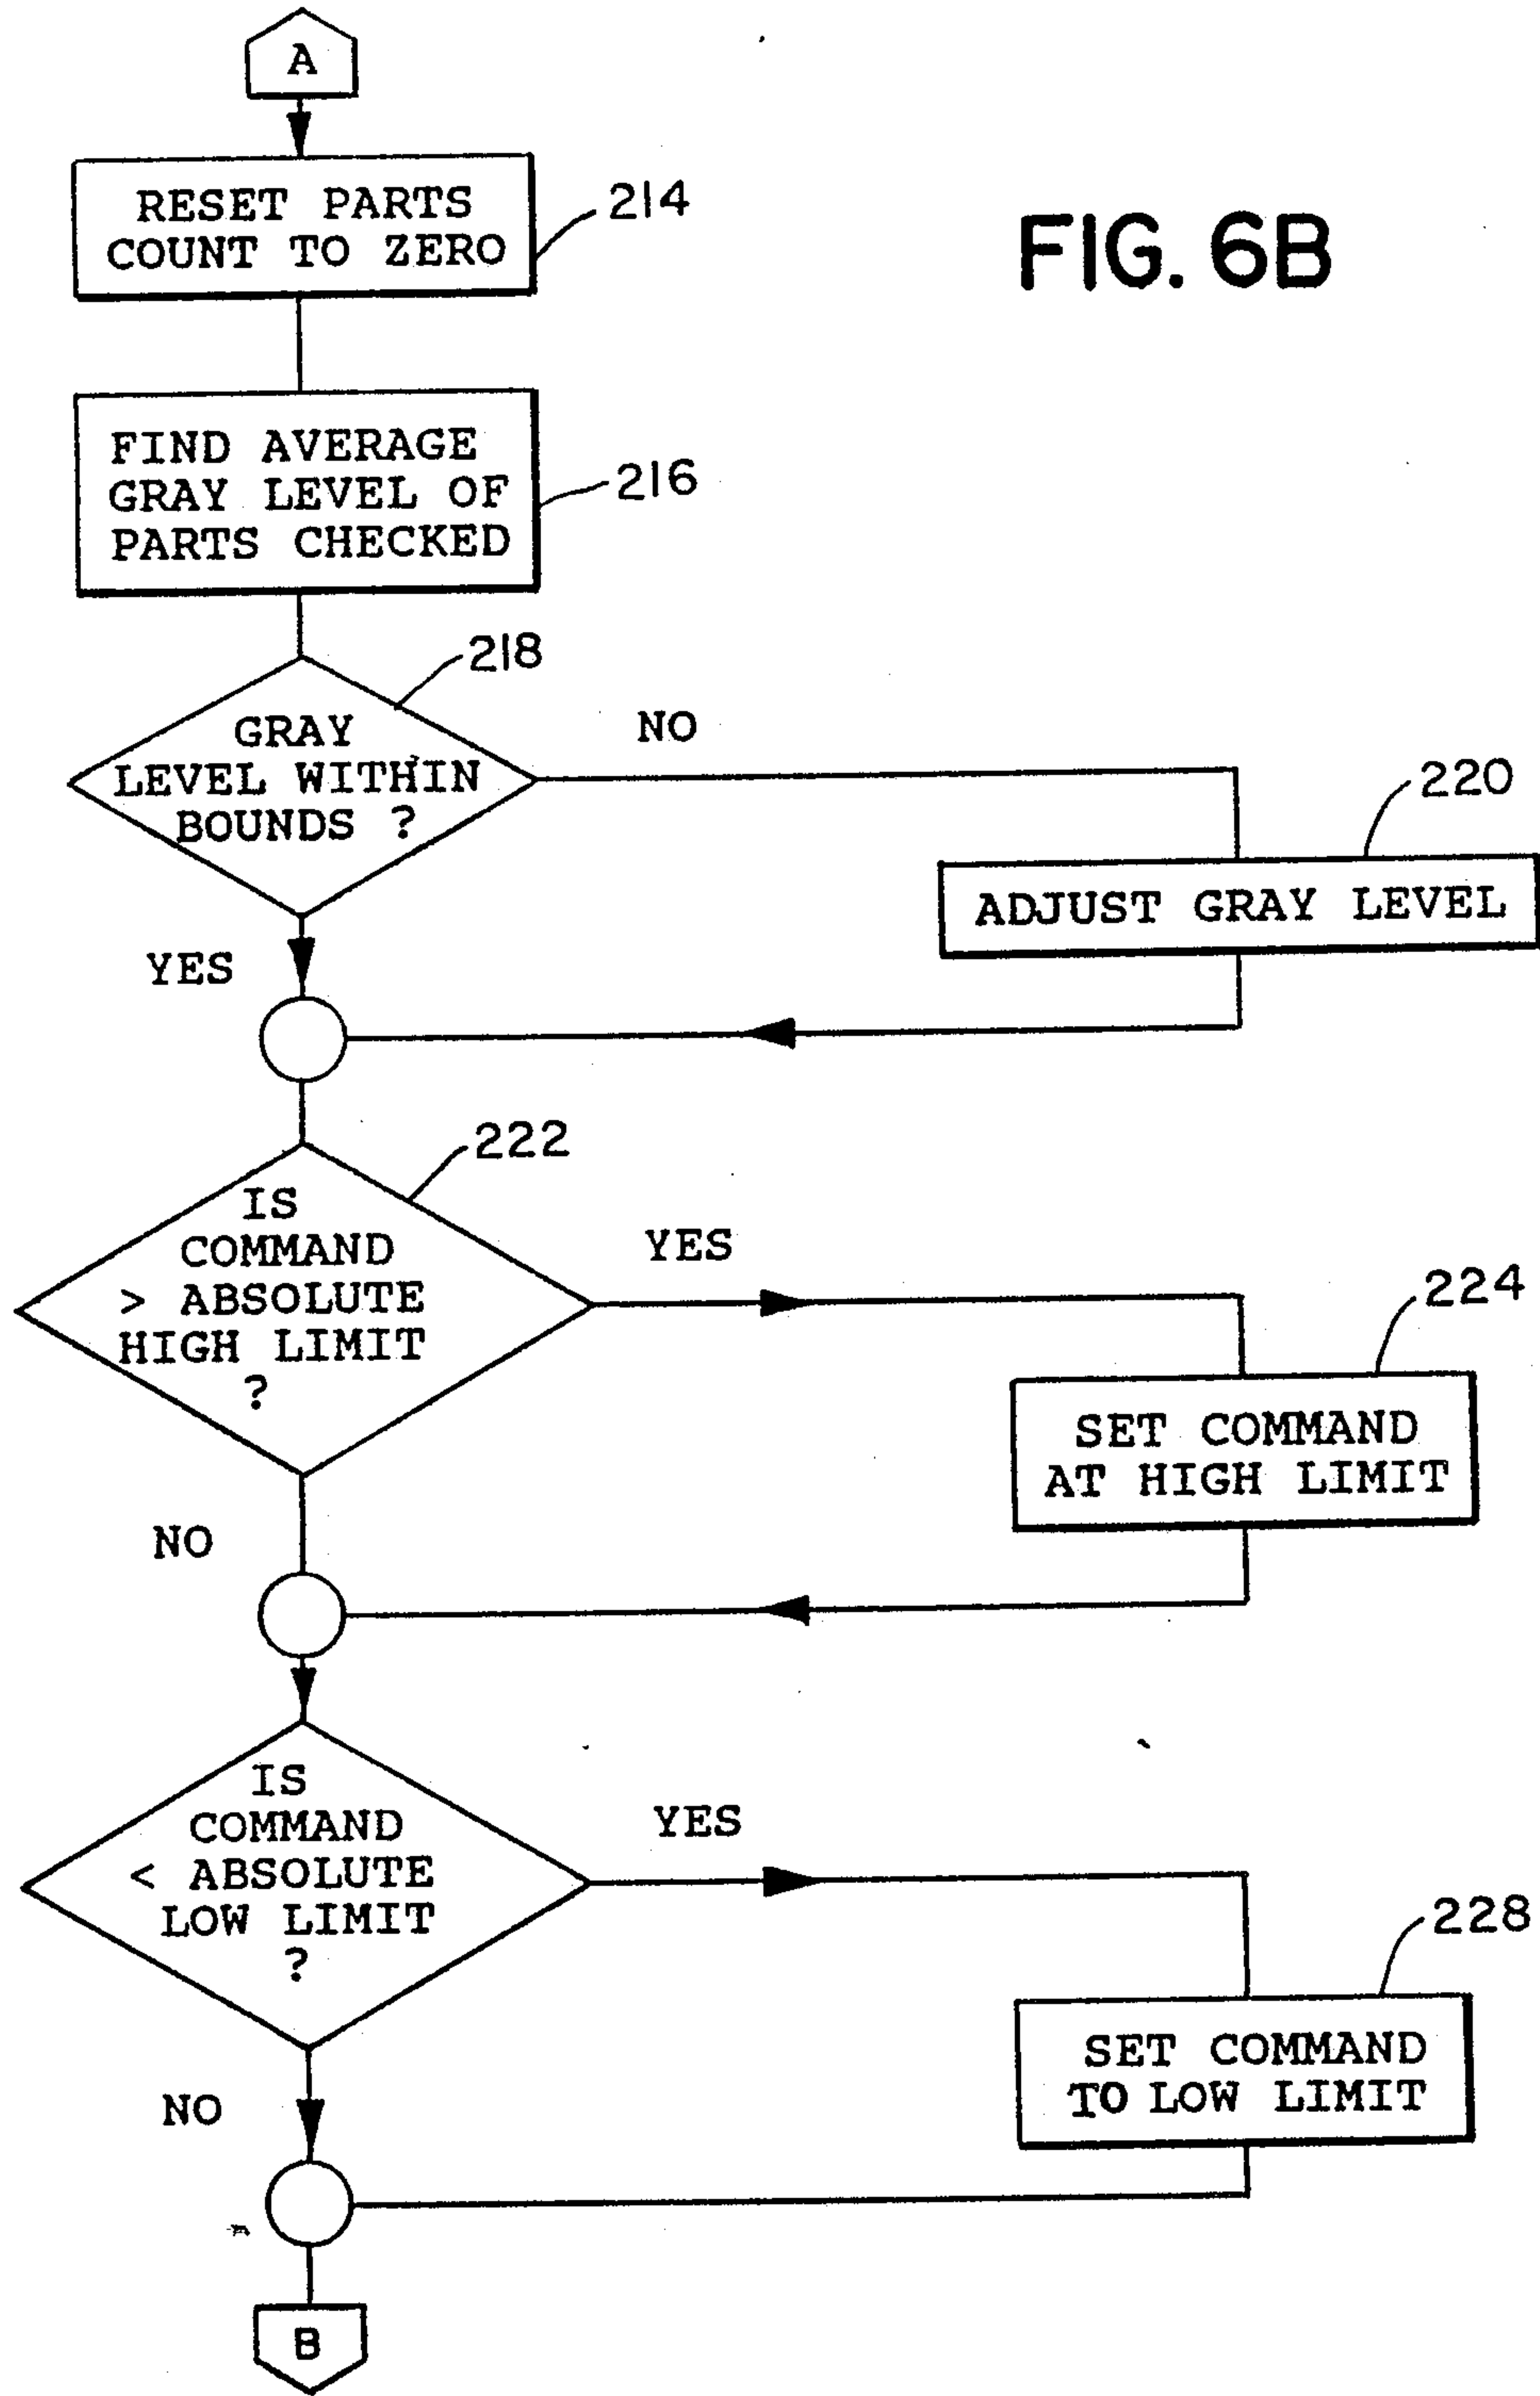 A
RESET PARTS
COUNT TO ZERO
214
FIG. 6B
FIND AVERAGE
GRAY LEVEL OF
PARTS CHECKED
216
218
GRAY
LEVEL WITHIN
BOUNDS ?
NO
220
ADJUST GRAY LEVEL
YES
222
IS
COMMAND
> ABSOLUTE
HIGH LIMIT
?
YES
224
SET COMMAND
AT HIGH LIMIT
NO
IS
COMMAND
< ABSOLUTE
LOW LIMIT
?
YES
228
SET COMMAND
TO LOW LIMIT
NO
B